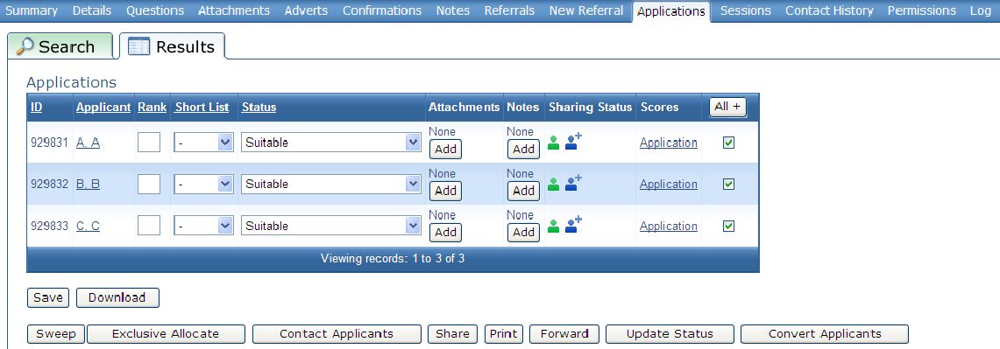 Summary Details Questions Attachments Adverts Confirmations Notes Referrals New Referral Applications Sessions Contact History Permissions Log
Search Results
Applications
ID Applicant Rank Short List Status Attachments Notes Sharing Status Scores All +
929831 A, A - Suitable None Add None Add Application
929832 B, B - Suitable None Add None Add Application
929833 C, C - Suitable None Add None Add Application
Viewing records: 1 to 3 of 3
Save Download
Sweep Exclusive Allocate Contact Applicants Share Print Forward Update Status Convert Applicants